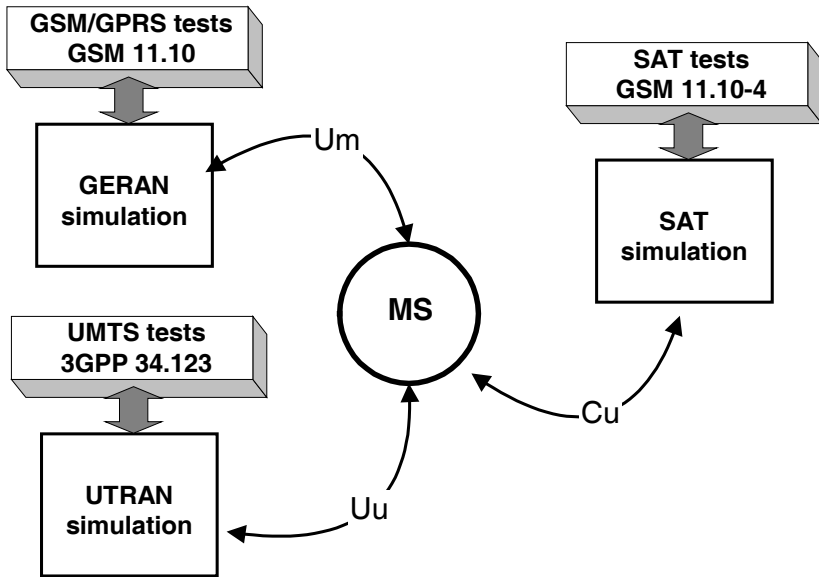 GSM/GPRS tests
GSM 11.10
GERAN
simulation
Um
SAT tests
GSM 11.10-4
SAT
simulation
MS
UMTS tests
3GPP 34.123
UTRAN
simulation
Uu
Cu